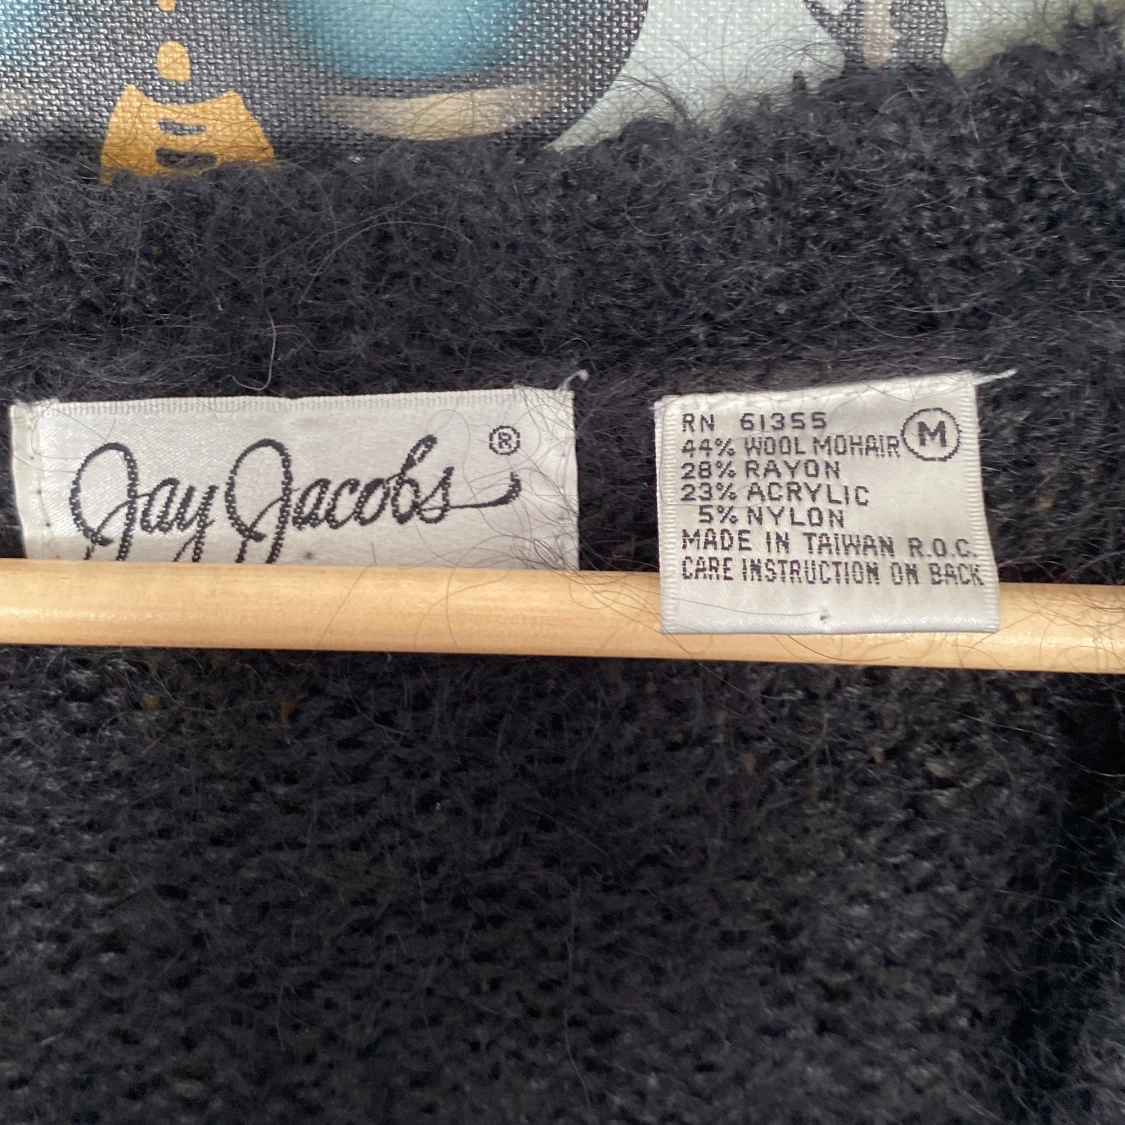 Jay Jacobs ®
RN 61355
44% WOOL MOHAIR M
28% RAYON
23% ACRYLIC
5% NYLON
MADE IN TAIWAN R.O.C.
CARE INSTRUCTION ON BACK